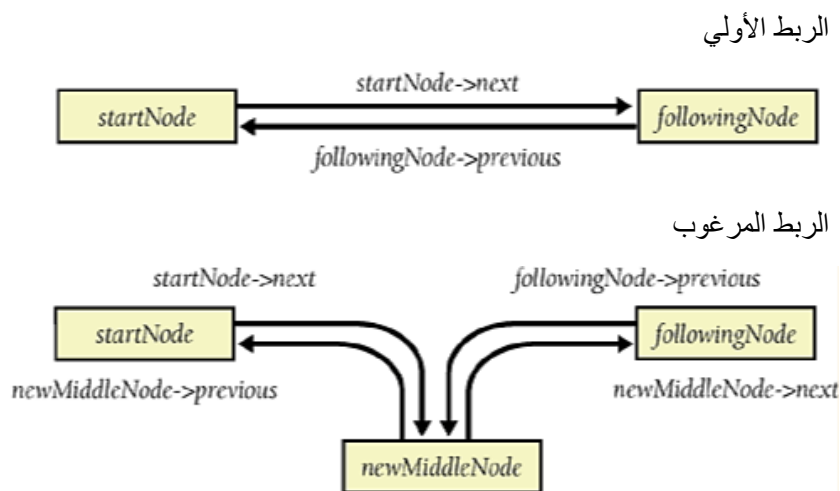 الربط الأولي
startNode->next
startNode
followingNode
followingNode->previous
الربط المرغوب
startNode->next
followingNode->previous
startNode
followingNode
newMiddleNode->previous
newMiddleNode->next
newMiddleNode